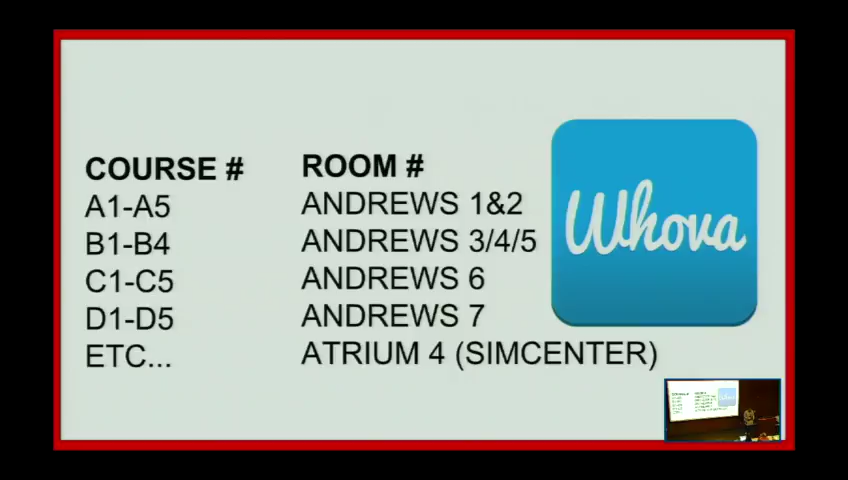 COURSE # ROOM #
A1-A5 ANDREWS 1&2
B1-B4 ANDREWS 3/4/5
C1-C5 ANDREWS 6
D1-D5 ANDREWS 7
ETC... ATRIUM 4 (SIMCENTER)
Whova